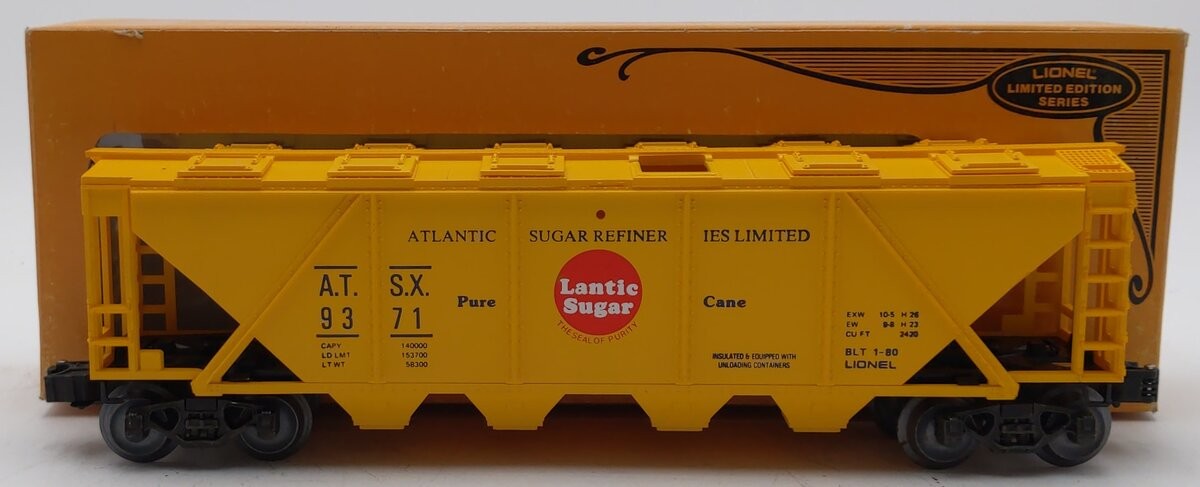 LIONEL
LIMITED EDITION
SERIES
ATLANTIC SUGAR REFINER IES LIMITED
A.T. S.X.
93 71
CAPY 140000
LD LMT 153700
LT WT 58300
Pure Cane
Lantic
Sugar
THE SEAL OF PURITY
INSULATED & EQUIPPED WITH
UNLOADING CONTAINERS
EXW 10-5 H 26
EW 9-8 H 23
CU FT 2420
BLT 1-80
LIONEL